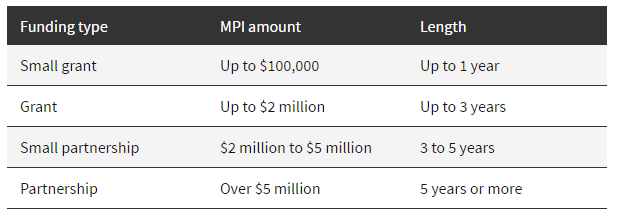 Funding type MPI amount Length
Small grant Up to $100,000 Up to 1 year
Grant Up to $2 million Up to 3 years
Small partnership $2 million to $5 million 3 to 5 years
Partnership Over $5 million 5 years or more